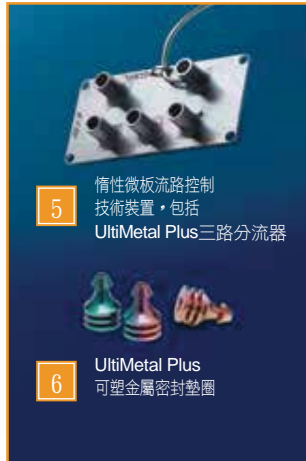 5
惰性微板流路控制
技術裝置,包括
UltiMetal Plus三路分流器
6
UltiMetal Plus
可塑金屬密封墊圈